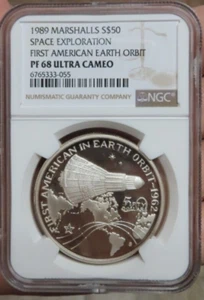 1989 MARSHALLS S$50
SPACE EXPLORATION
FIRST AMERICAN EARTH ORBIT
PF 68 ULTRA CAMEO
6765333-055
NUMISMATIC GUARANTY COMPANY
NGC
FIRST AMERICAN IN EARTH ORBIT-1962